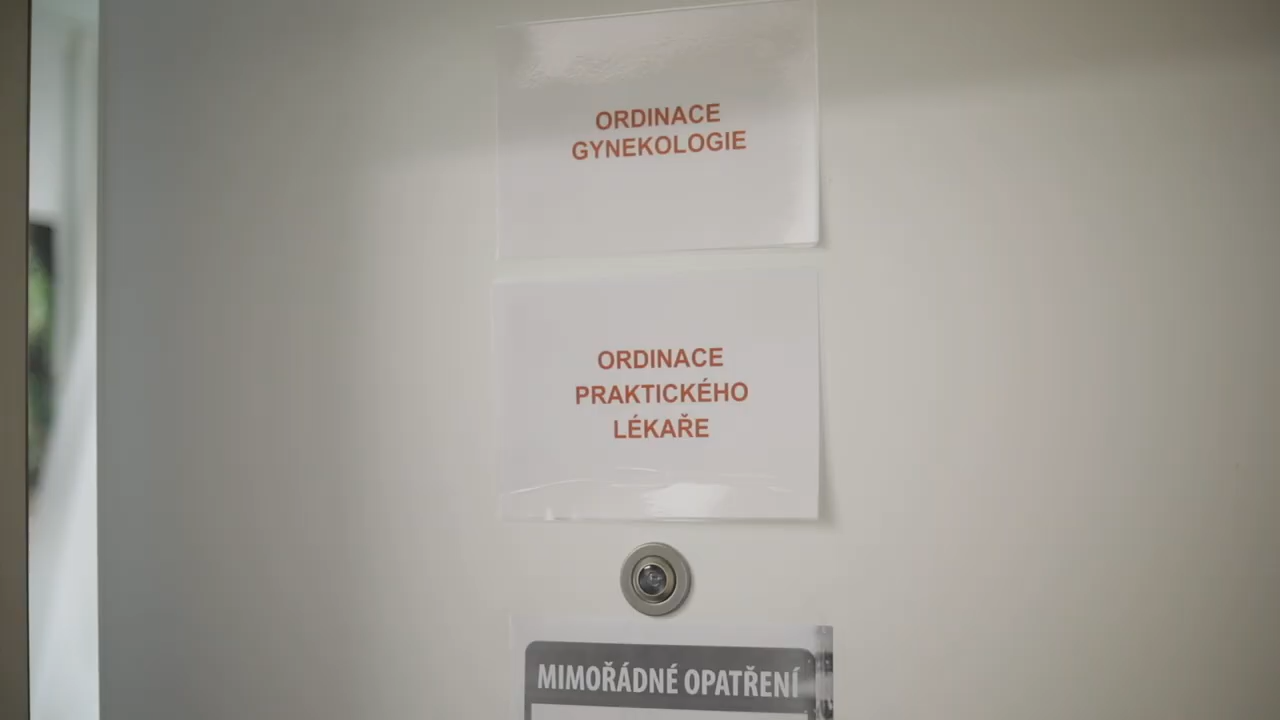 ORDINACE
GYNEKOLOGIE
ORDINACE
PRAKTICKÉHO
LÉKAŘE
MIMOŘÁDNÉ OPATŘENÍ